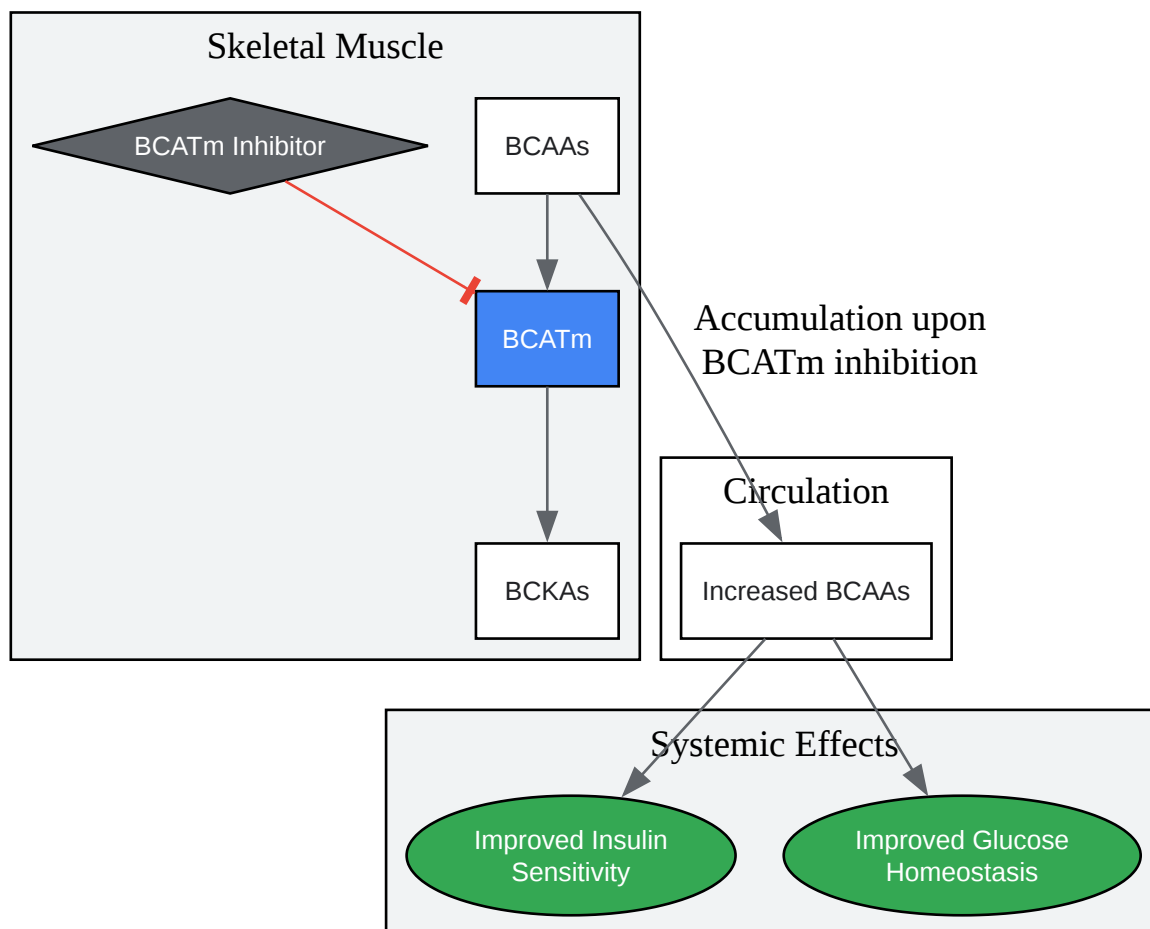 Skeletal Muscle
BCATm Inhibitor
BCAAs
BCATm
Accumulation upon
BCATm inhibition
Circulation
BCKAs
Increased BCAAs
Systemic Effects
Improved Insulin
Sensitivity
Improved Glucose
Homeostasis